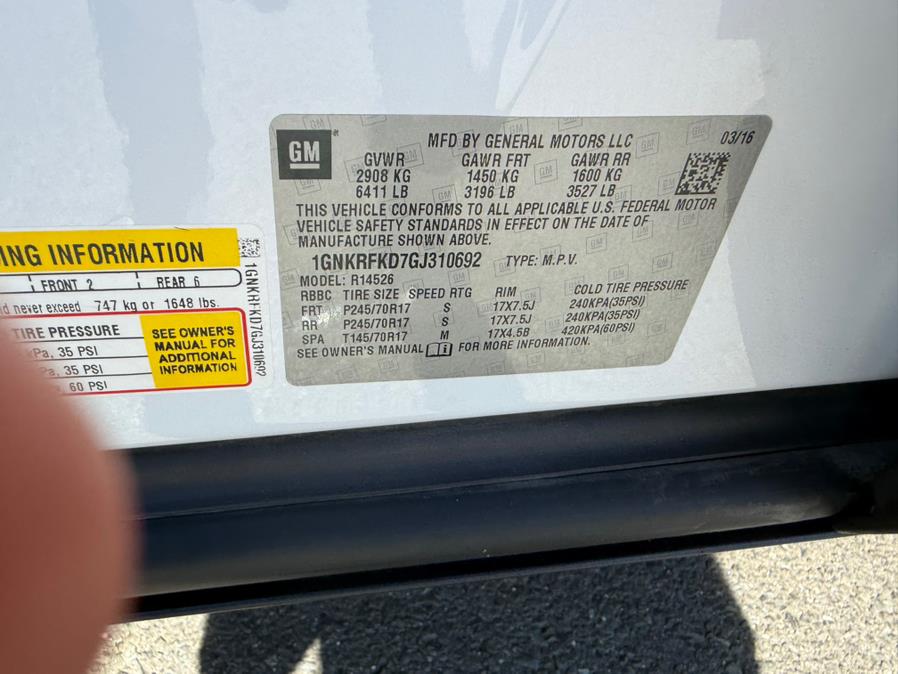 GM
MFD BY GENERAL MOTORS LLC 03/16
GVWR GAWR FRT GAWR RR
2908 KG 1450 KG 1600 KG
6411 LB 3196 LB 3527 LB
THIS VEHICLE CONFORMS TO ALL APPLICABLE U.S. FEDERAL MOTOR
VEHICLE SAFETY STANDARDS IN EFFECT ON THE DATE OF
MANUFACTURE SHOWN ABOVE.
1GNKRFKD7GJ310692 TYPE: M.P.V.
MODEL: R14526
RBBC TIRE SIZE SPEED RTG RIM COLD TIRE PRESSURE
FRT P245/70R17 S 17X7.5J 240KPA(35PSI)
RR P245/70R17 S 17X7.5J 240KPA(35PSI)
SPA T145/70R17 M 17X4.5B 420KPA(60PSI)
SEE OWNER'S MANUAL FOR MORE INFORMATION.
ING INFORMATION
FRONT 2 REAR 6
never exceed 747 kg or 1648 lbs.
TIRE PRESSURE
35 PSI
35 PSI
60 PSI
SEE OWNER'S
MANUAL FOR
ADDITIONAL
INFORMATION
1GNKRFKD7GJ310692